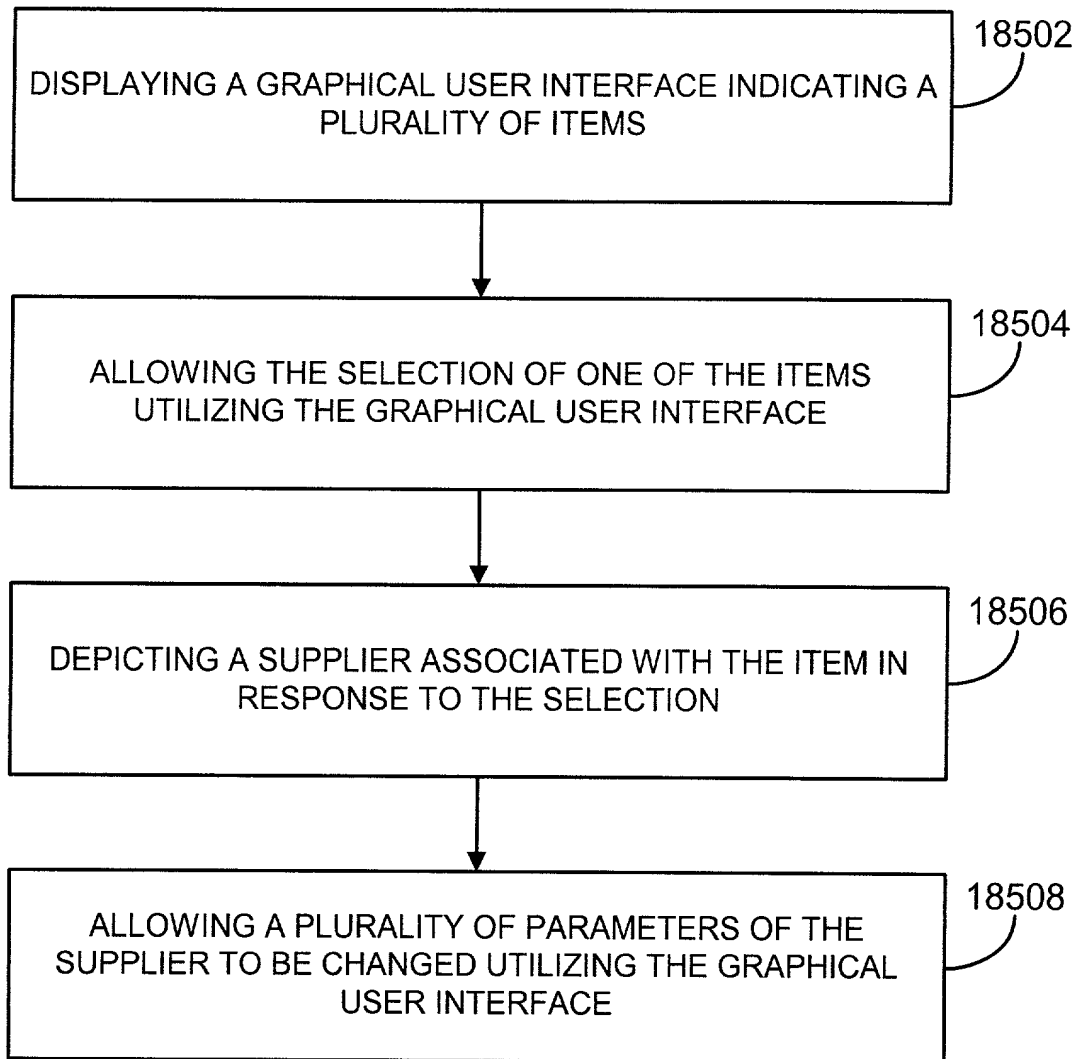 18502
DISPLAYING A GRAPHICAL USER INTERFACE INDICATING A
PLURALITY OF ITEMS
18504
ALLOWING THE SELECTION OF ONE OF THE ITEMS
UTILIZING THE GRAPHICAL USER INTERFACE
18506
DEPICTING A SUPPLIER ASSOCIATED WITH THE ITEM IN
RESPONSE TO THE SELECTION
18508
ALLOWING A PLURALITY OF PARAMETERS OF THE
SUPPLIER TO BE CHANGED UTILIZING THE GRAPHICAL
USER INTERFACE